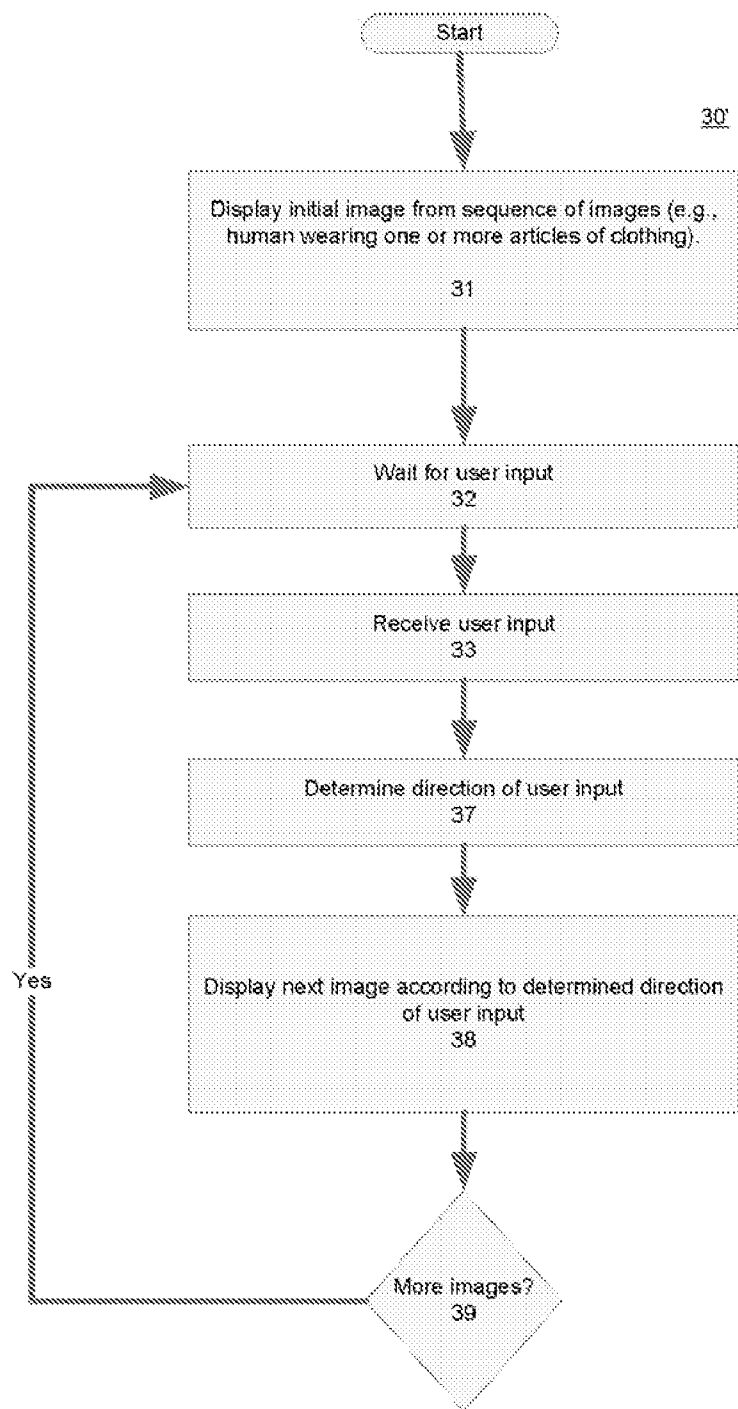 Start
30'
Display initial image from sequence of images (e.g.,
human wearing one or more articles of clothing).
31
Wait for user input
32
Receive user input
33
Determine direction of user input
37
Display next image according to determined direction
of user input
38
Yes
More images?
39